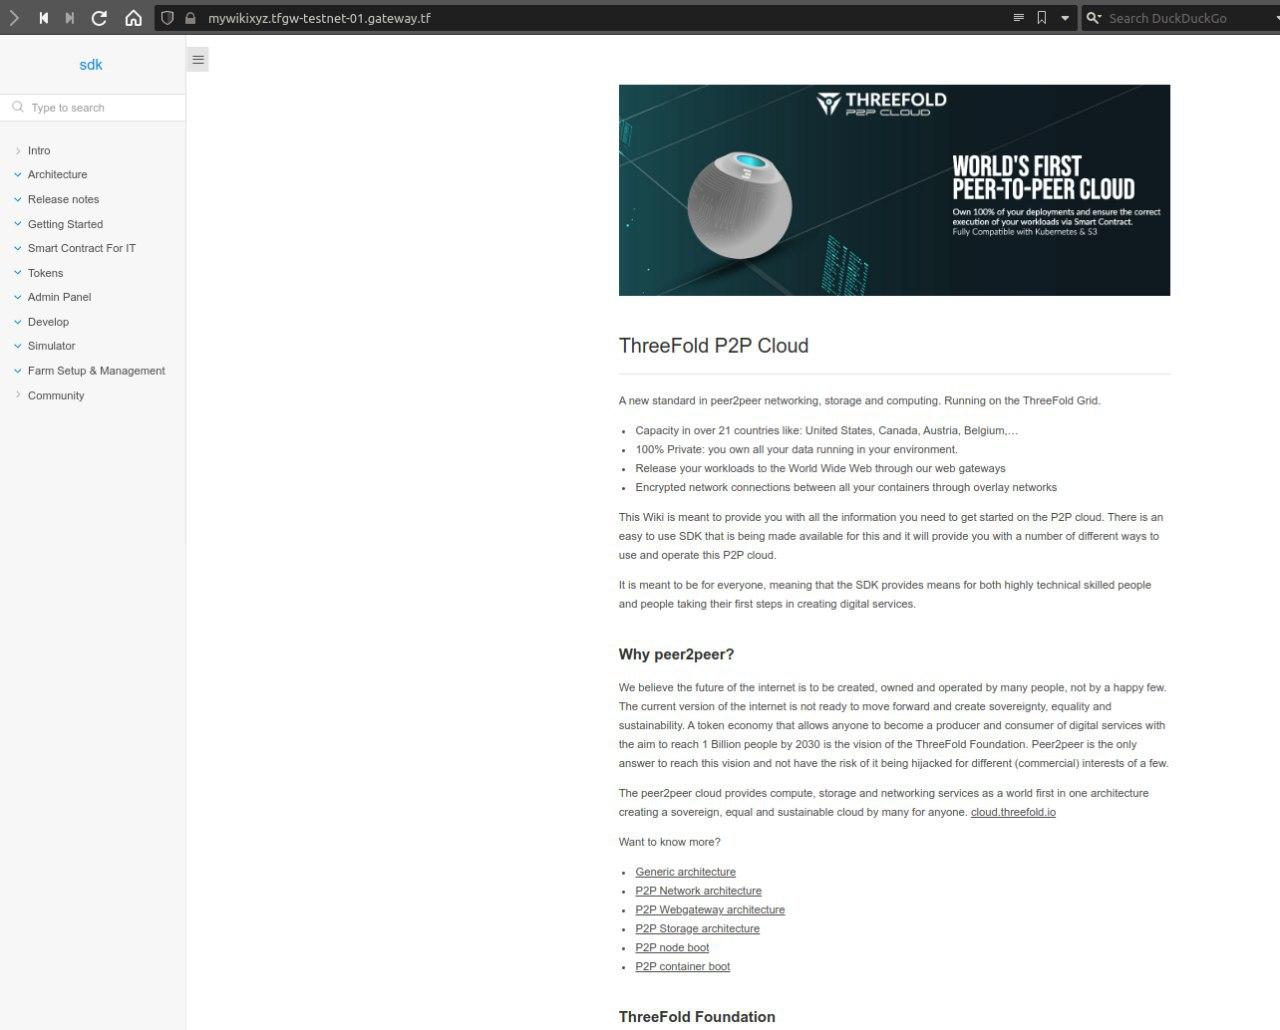 mywikixyz.tfgw-testnet-01.gateway.tf
Search DuckDuckGo
sdk
Type to search
Intro
Architecture
Release notes
Getting Started
Smart Contract For IT
Tokens
Admin Panel
Develop
Simulator
Farm Setup & Management
Community
THREEFOLD
P2P CLOUD
WORLD'S FIRST
PEER-TO-PEER CLOUD
Own 100% of your deployments and ensure the correct
execution of your workloads via Smart Contract.
Fully Compatible with Kubernetes & S3
ThreeFold P2P Cloud
A new standard in peer2peer networking, storage and computing. Running on the ThreeFold Grid.
• Capacity in over 21 countries like: United States, Canada, Austria, Belgium,…
• 100% Private: you own all your data running in your environment.
• Release your workloads to the World Wide Web through our web gateways
• Encrypted network connections between all your containers through overlay networks
This Wiki is meant to provide you with all the information you need to get started on the P2P cloud. There is an
easy to use SDK that is being made available for this and it will provide you with a number of different ways to
use and operate this P2P cloud.
It is meant to be for everyone, meaning that the SDK provides means for both highly technical skilled people
and people taking their first steps in creating digital services.
Why peer2peer?
We believe the future of the internet is to be created, owned and operated by many people, not by a happy few.
The current version of the internet is not ready to move forward and create sovereignty, equality and
sustainability. A token economy that allows anyone to become a producer and consumer of digital services with
the aim to reach 1 Billion people by 2030 is the vision of the ThreeFold Foundation. Peer2peer is the only
answer to reach this vision and not have the risk of it being hijacked for different (commercial) interests of a few.
The peer2peer cloud provides compute, storage and networking services as a world first in one architecture
creating a sovereign, equal and sustainable cloud by many for anyone. cloud.threefold.io
Want to know more?
• Generic architecture
• P2P Network architecture
• P2P Webgateway architecture
• P2P Storage architecture
• P2P node boot
• P2P container boot
ThreeFold Foundation